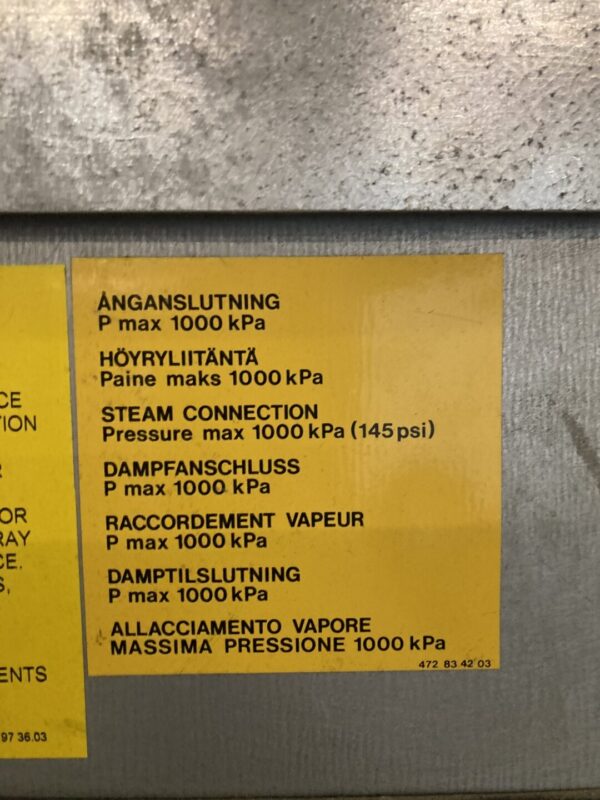 ÅNGANSLUTNING
P max 1000 kPa
HÖYRYLIITÄNTÄ
Paine maks 1000 kPa
STEAM CONNECTION
Pressure max 1000 kPa (145 psi)
DAMPFANSCHLUSS
P max 1000 kPa
RACCORDEMENT VAPEUR
P max 1000 kPa
DAMPTILSLUTNING
P max 1000 kPa
ALLACCIAMENTO VAPORE
MASSIMA PRESSIONE 1000 kPa
472 83 42 03
CE
TION
R
OR
RAY
CE.
S,
ENTS
97 36.03